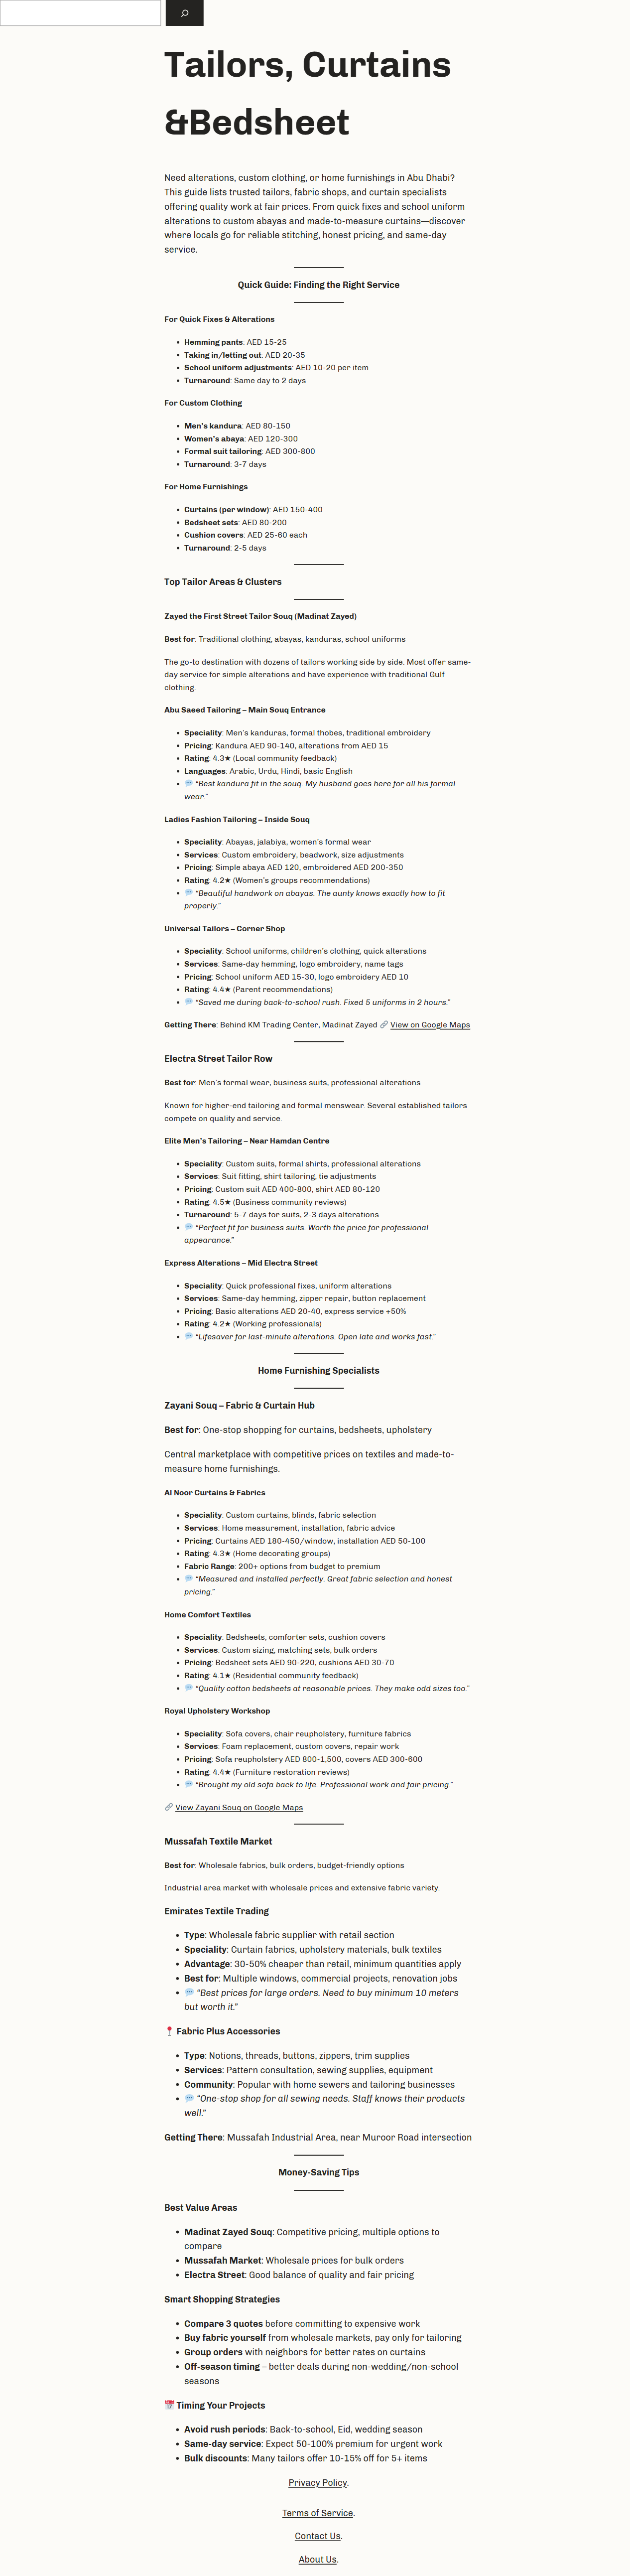 Tailors, Curtains
&Bedsheet
Need alterations, custom clothing, or home furnishings in Abu Dhabi?
This guide lists trusted tailors, fabric shops, and curtain specialists
offering quality work at fair prices. From quick fixes and school uniform
alterations to custom abayas and made-to-measure curtains—discover
where locals go for reliable stitching, honest pricing, and same-day
service.
Quick Guide: Finding the Right Service
For Quick Fixes & Alterations
• Hemming pants: AED 15-25
• Taking in/letting out: AED 20-35
• School uniform adjustments: AED 10-20 per item
• Turnaround: Same day to 2 days
For Custom Clothing
• Men's kandura: AED 80-150
• Women's abaya: AED 120-300
• Formal suit tailoring: AED 300-800
• Turnaround: 3-7 days
For Home Furnishings
• Curtains (per window): AED 150-400
• Bedsheet sets: AED 80-200
• Cushion covers: AED 25-60 each
• Turnaround: 2-5 days
Top Tailor Areas & Clusters
Zayed the First Street Tailor Souq (Madinat Zayed)
Best for: Traditional clothing, abayas, kanduras, school uniforms
The go-to destination with dozens of tailors working side by side. Most offer same-
day service for simple alterations and have experience with traditional Gulf
clothing.
Abu Saeed Tailoring – Main Souq Entrance
• Speciality: Men's kanduras, formal thobes, traditional embroidery
• Pricing: Kandura AED 90-140, alterations from AED 15
• Rating: 4.3★ (Local community feedback)
• Languages: Arabic, Urdu, Hindi, basic English
• 💬 "Best kandura fit in the souq. My husband goes here for all his formal
wear."
Ladies Fashion Tailoring – Inside Souq
• Speciality: Abayas, jalabiya, women's formal wear
• Services: Custom embroidery, beadwork, size adjustments
• Pricing: Simple abaya AED 120, embroidered AED 200-350
• Rating: 4.2★ (Women's groups recommendations)
• 💬 "Beautiful handwork on abayas. The aunty knows exactly how to fit
properly."
Universal Tailors – Corner Shop
• Speciality: School uniforms, children's clothing, quick alterations
• Services: Same-day hemming, logo embroidery, name tags
• Pricing: School uniform AED 15-30, logo embroidery AED 10
• Rating: 4.4★ (Parent recommendations)
• 💬 "Saved me during back-to-school rush. Fixed 5 uniforms in 2 hours."
Getting There: Behind KM Trading Center, Madinat Zayed 🔗 View on Google Maps
Electra Street Tailor Row
Best for: Men's formal wear, business suits, professional alterations
Known for higher-end tailoring and formal menswear. Several established tailors
compete on quality and service.
Elite Men's Tailoring – Near Hamdan Centre
• Speciality: Custom suits, formal shirts, professional alterations
• Services: Suit fitting, shirt tailoring, tie adjustments
• Pricing: Custom suit AED 400-800, shirt AED 80-120
• Rating: 4.5★ (Business community reviews)
• Turnaround: 5-7 days for suits, 2-3 days alterations
• 💬 "Perfect fit for business suits. Worth the price for professional
appearance."
Express Alterations – Mid Electra Street
• Speciality: Quick professional fixes, uniform alterations
• Services: Same-day hemming, zipper repair, button replacement
• Pricing: Basic alterations AED 20-40, express service +50%
• Rating: 4.2★ (Working professionals)
• 💬 "Lifesaver for last-minute alterations. Open late and works fast."
Home Furnishing Specialists
Zayani Souq – Fabric & Curtain Hub
Best for: One-stop shopping for curtains, bedsheets, upholstery
Central marketplace with competitive prices on textiles and made-to-
measure home furnishings.
Al Noor Curtains & Fabrics
• Speciality: Custom curtains, blinds, fabric selection
• Services: Home measurement, installation, fabric advice
• Pricing: Curtains AED 180-450/window, installation AED 50-100
• Rating: 4.3★ (Home decorating groups)
• Fabric Range: 200+ options from budget to premium
• 💬 "Measured and installed perfectly. Great fabric selection and honest
pricing."
Home Comfort Textiles
• Speciality: Bedsheets, comforter sets, cushion covers
• Services: Custom sizing, matching sets, bulk orders
• Pricing: Bedsheet sets AED 90-220, cushions AED 30-70
• Rating: 4.1★ (Residential community feedback)
• 💬 "Quality cotton bedsheets at reasonable prices. They make odd sizes too."
Royal Upholstery Workshop
• Speciality: Sofa covers, chair reupholstery, furniture fabrics
• Services: Foam replacement, custom covers, repair work
• Pricing: Sofa reupholstery AED 800-1,500, covers AED 300-600
• Rating: 4.4★ (Furniture restoration reviews)
• 💬 "Brought my old sofa back to life. Professional work and fair pricing."
🔗 View Zayani Souq on Google Maps
Mussafah Textile Market
Best for: Wholesale fabrics, bulk orders, budget-friendly options
Industrial area market with wholesale prices and extensive fabric variety.
Emirates Textile Trading
• Type: Wholesale fabric supplier with retail section
• Speciality: Curtain fabrics, upholstery materials, bulk textiles
• Advantage: 30-50% cheaper than retail, minimum quantities apply
• Best for: Multiple windows, commercial projects, renovation jobs
• 💬 "Best prices for large orders. Need to buy minimum 10 meters
but worth it."
📍 Fabric Plus Accessories
• Type: Notions, threads, buttons, zippers, trim supplies
• Services: Pattern consultation, sewing supplies, equipment
• Community: Popular with home sewers and tailoring businesses
• 💬 "One-stop shop for all sewing needs. Staff knows their products
well."
Getting There: Mussafah Industrial Area, near Muroor Road intersection
Money-Saving Tips
Best Value Areas
• Madinat Zayed Souq: Competitive pricing, multiple options to
compare
• Mussafah Market: Wholesale prices for bulk orders
• Electra Street: Good balance of quality and fair pricing
Smart Shopping Strategies
• Compare 3 quotes before committing to expensive work
• Buy fabric yourself from wholesale markets, pay only for tailoring
• Group orders with neighbors for better rates on curtains
• Off-season timing – better deals during non-wedding/non-school
seasons
📅 Timing Your Projects
• Avoid rush periods: Back-to-school, Eid, wedding season
• Same-day service: Expect 50-100% premium for urgent work
• Bulk discounts: Many tailors offer 10-15% off for 5+ items
Privacy Policy.
Terms of Service.
Contact Us.
About Us.